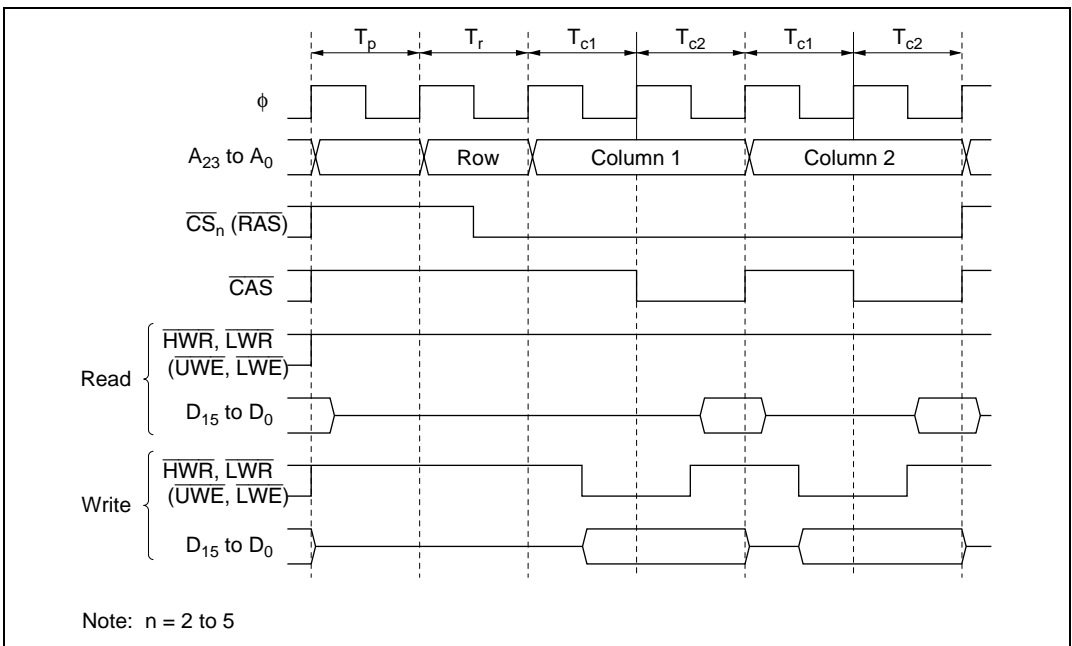 Tp Tr Tc1 Tc2 Tc1 Tc2
φ
A23 to A0 Row Column 1 Column 2
CSn (RAS)
CAS
Read
HWR, LWR
(UWE, LWE)
D15 to D0
Write
HWR, LWR
(UWE, LWE)
D15 to D0
Note: n = 2 to 5